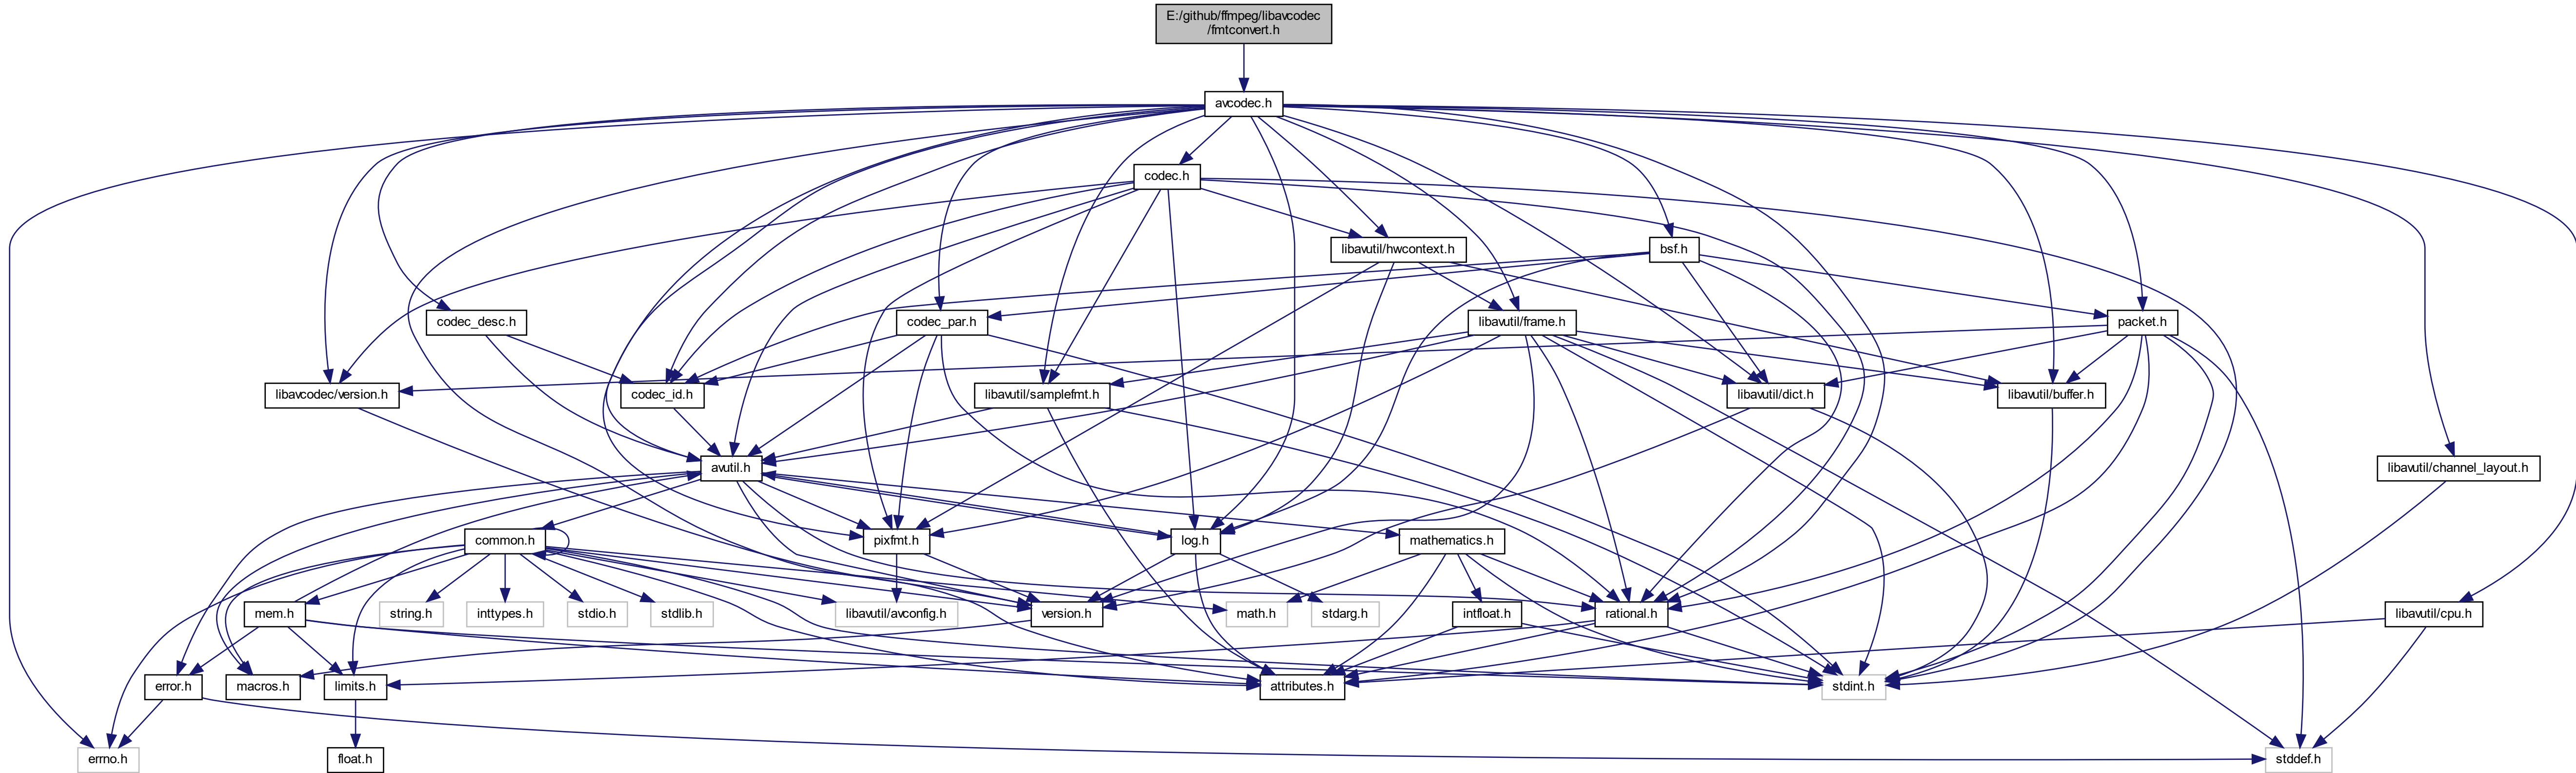 E:/github/ffmpeg/libavcodec
/fmtconvert.h
avcodec.h
codec.h
libavutil/hwcontext.h
bsf.h
codec_desc.h
codec_par.h
libavutil/frame.h
packet.h
libavcodec/version.h
codec_id.h
libavutil/samplefmt.h
libavutil/dict.h
libavutil/buffer.h
avutil.h
libavutil/channel_layout.h
common.h
pixfmt.h
log.h
mathematics.h
mem.h
string.h
inttypes.h
stdio.h
stdlib.h
libavutil/avconfig.h
version.h
math.h
stdarg.h
intfloat.h
rational.h
libavutil/cpu.h
error.h
macros.h
limits.h
attributes.h
stdint.h
errno.h
float.h
stddef.h